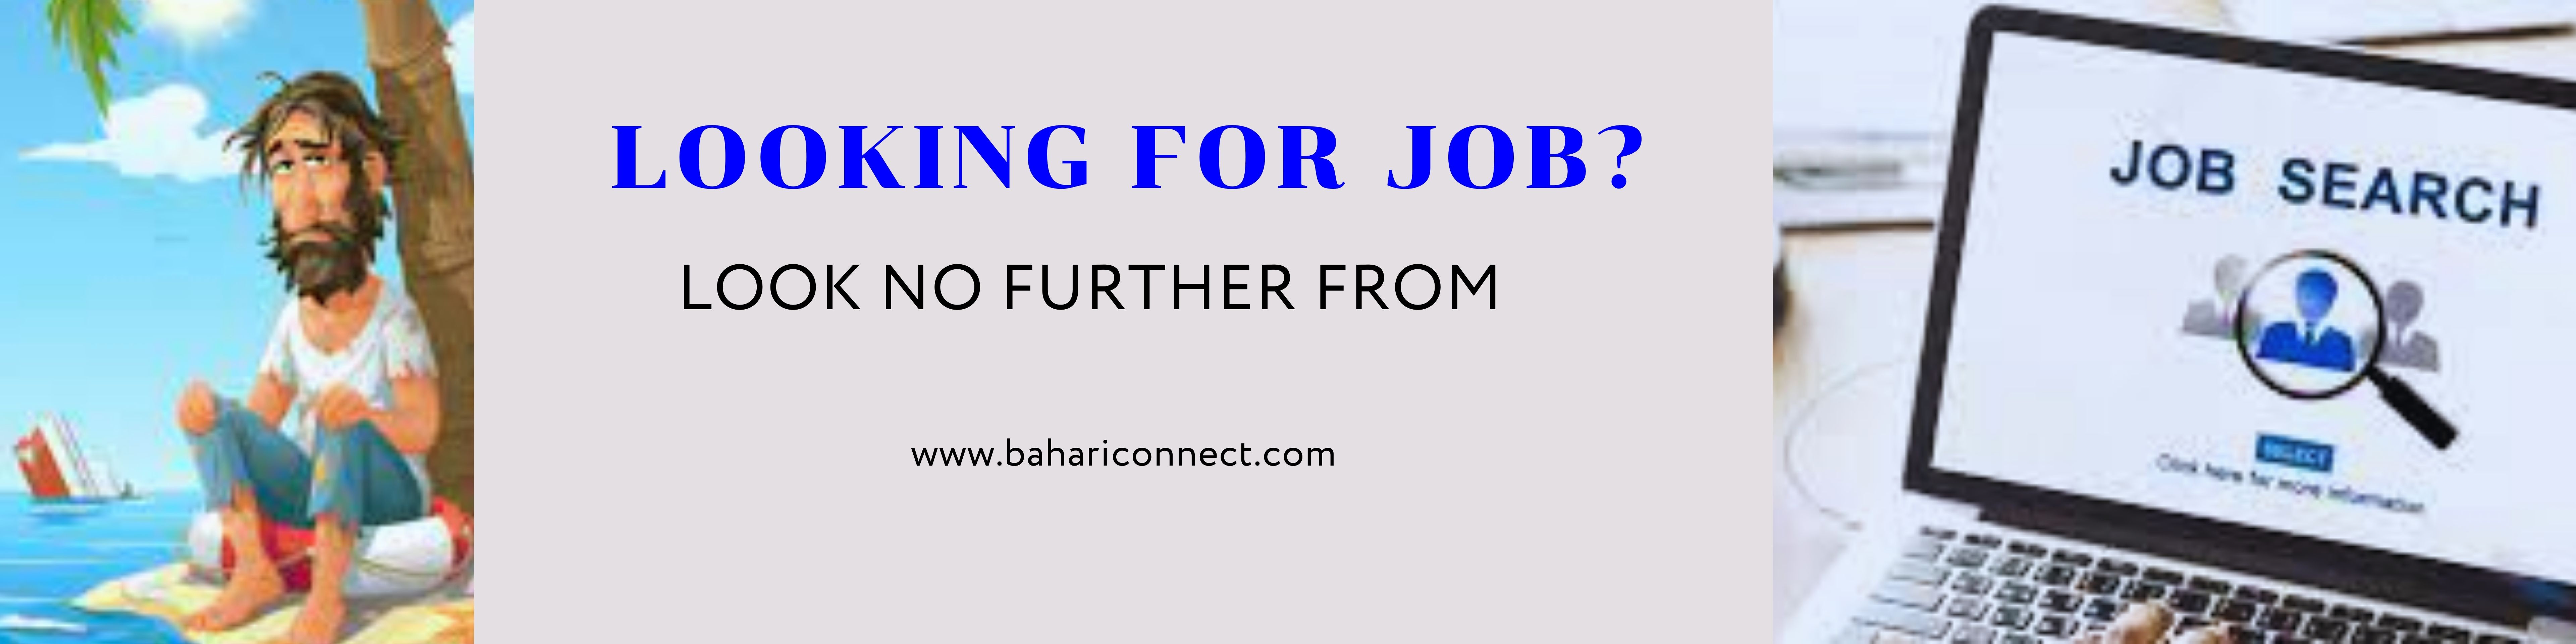 LOOKING FOR JOB?
LOOK NO FURTHER FROM
www.bahariconnect.com
JOB SEARCH
SELECT
Click here for more information